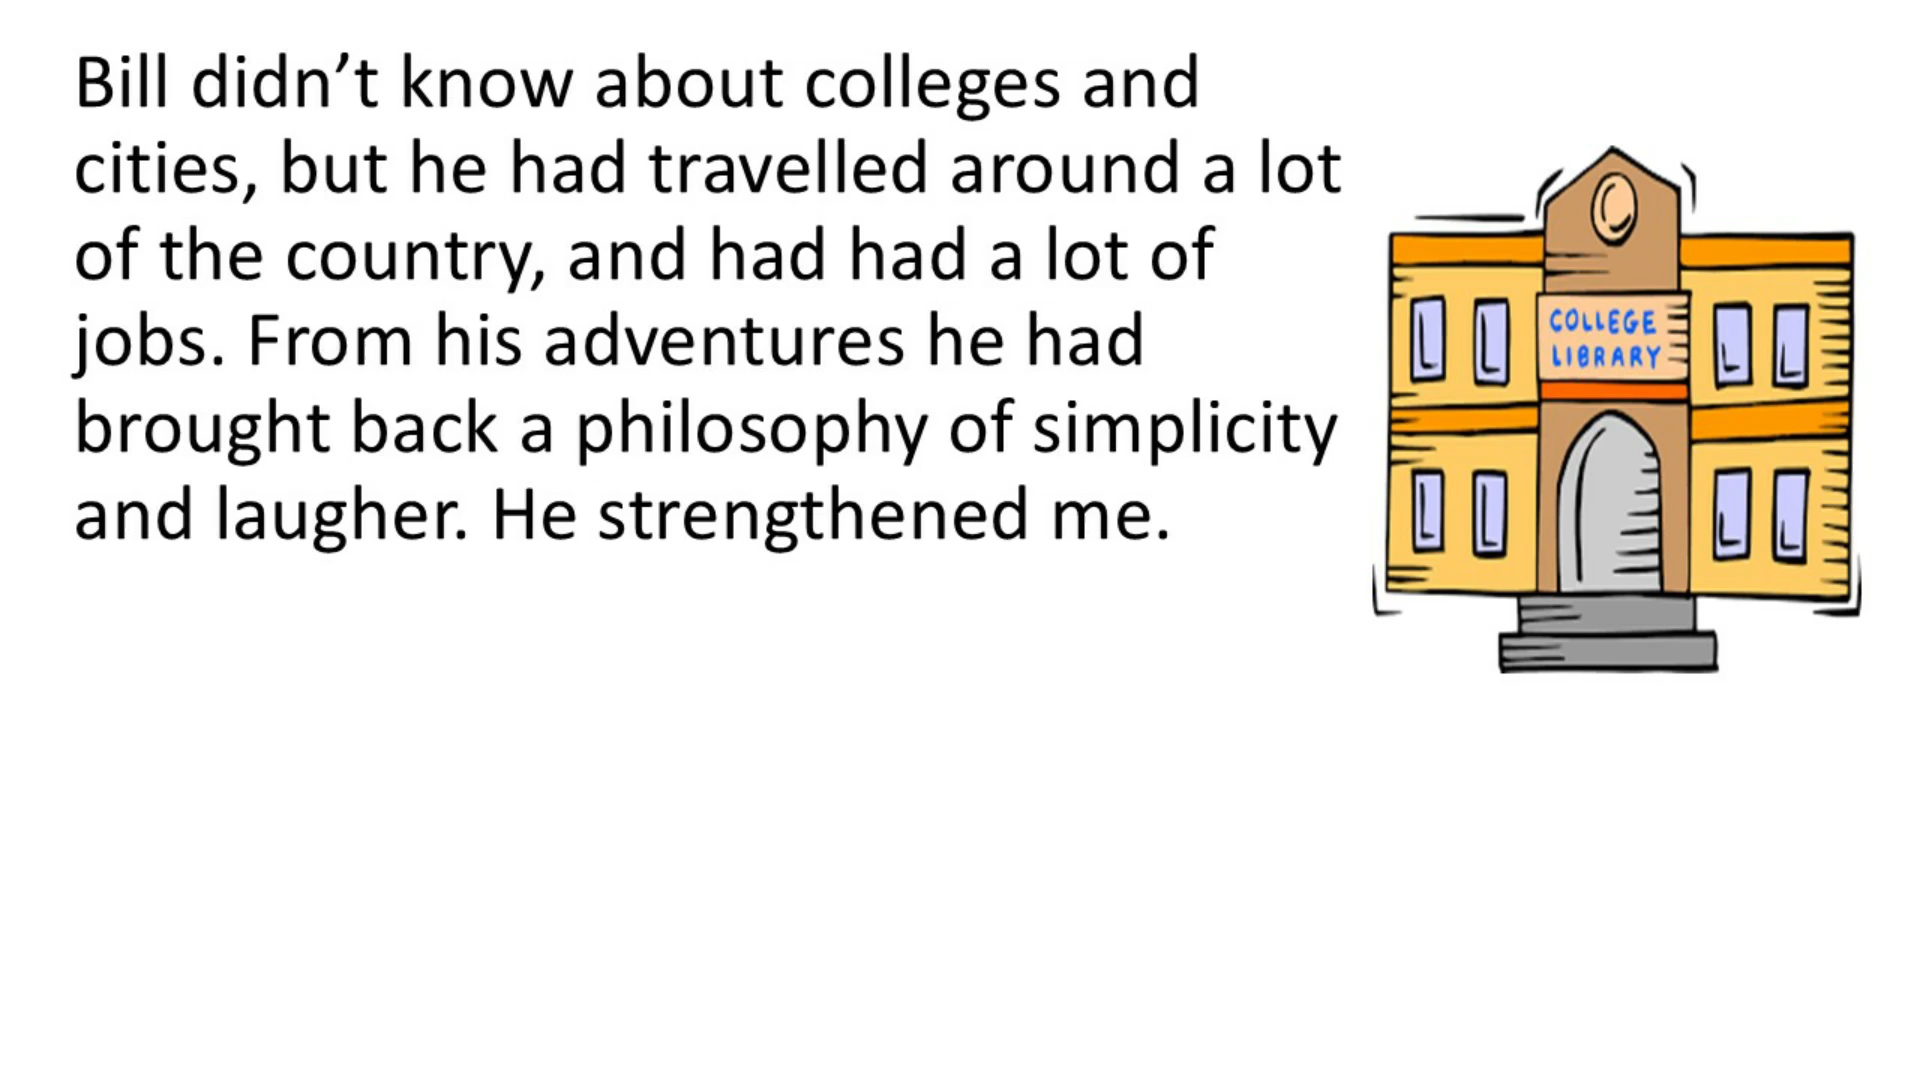 Bill didn’t know about colleges and
cities, but he had travelled around a lot
of the country, and had had a lot of
jobs. From his adventures he had
brought back a philosophy of simplicity
and laugher. He strengthened me.
COLLEGE
LIBRARY